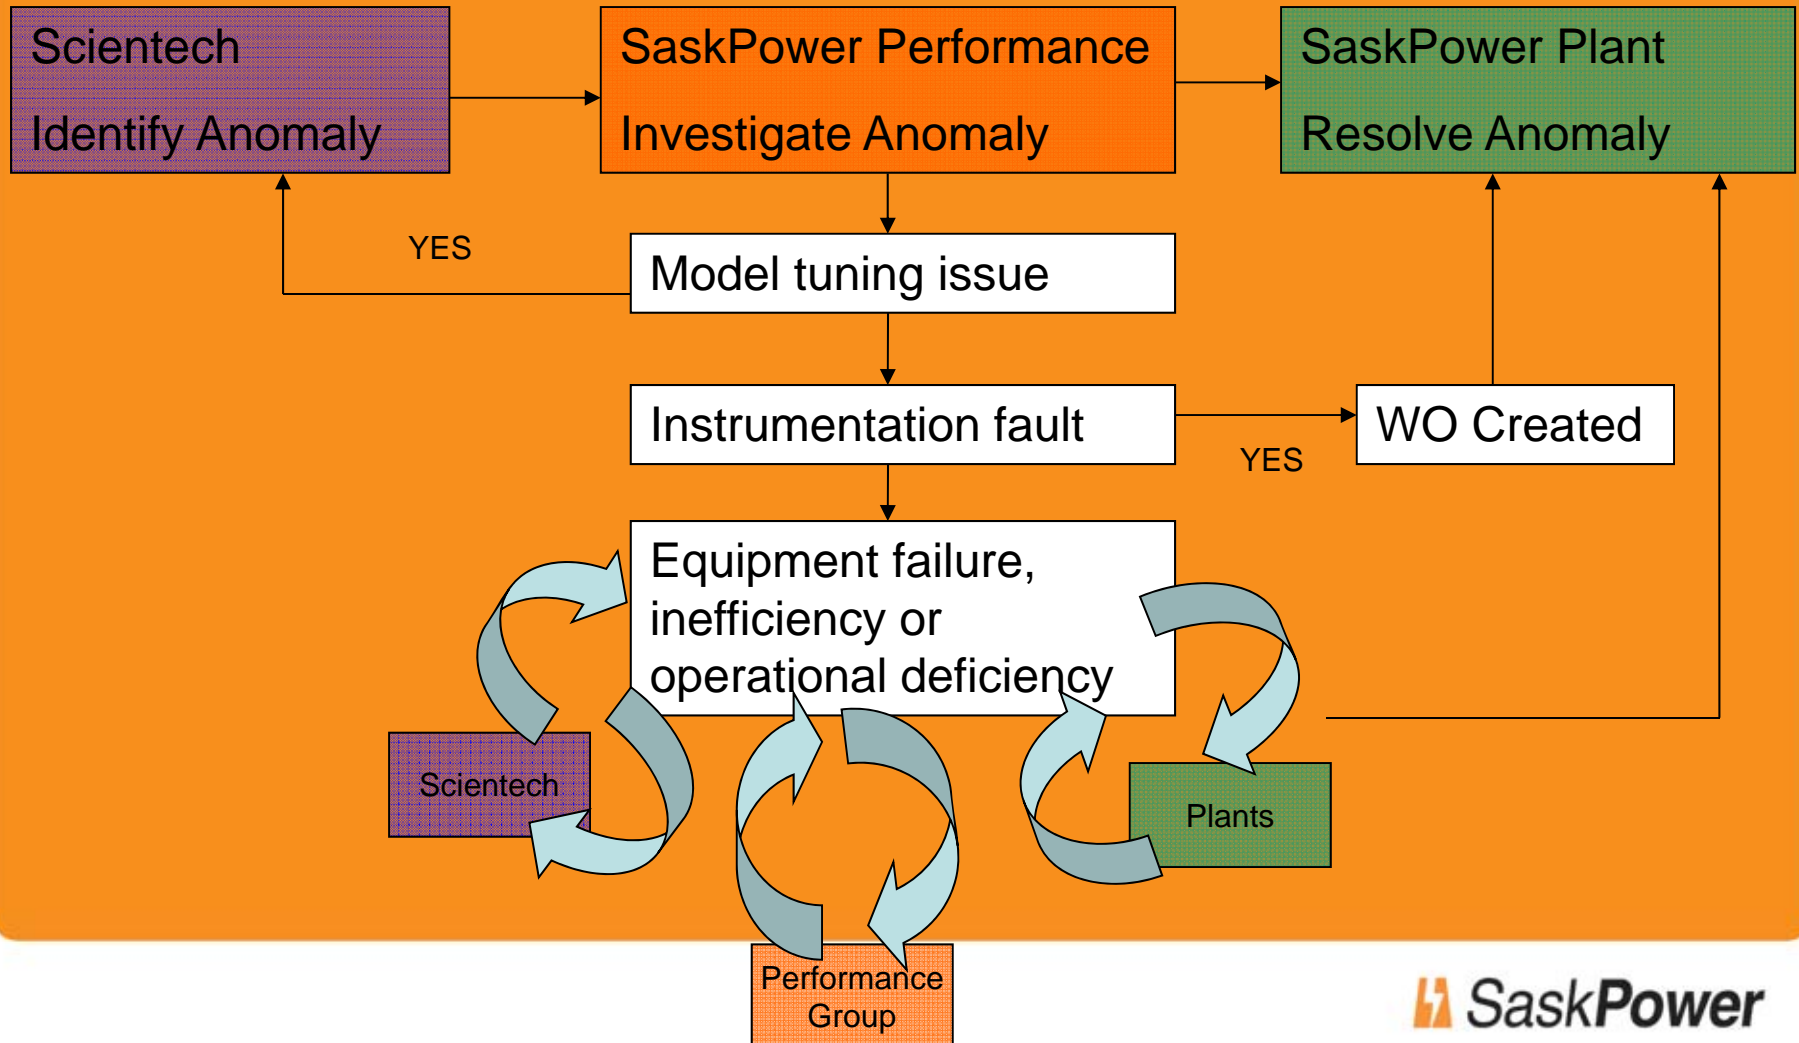 Scientech
Identify Anomaly
SaskPower Performance
Investigate Anomaly
SaskPower Plant
Resolve Anomaly
YES
Model tuning issue
Instrumentation fault
YES
WO Created
Equipment failure,
inefficiency or
operational deficiency
Scientech
Plants
Performance
Group
SaskPower